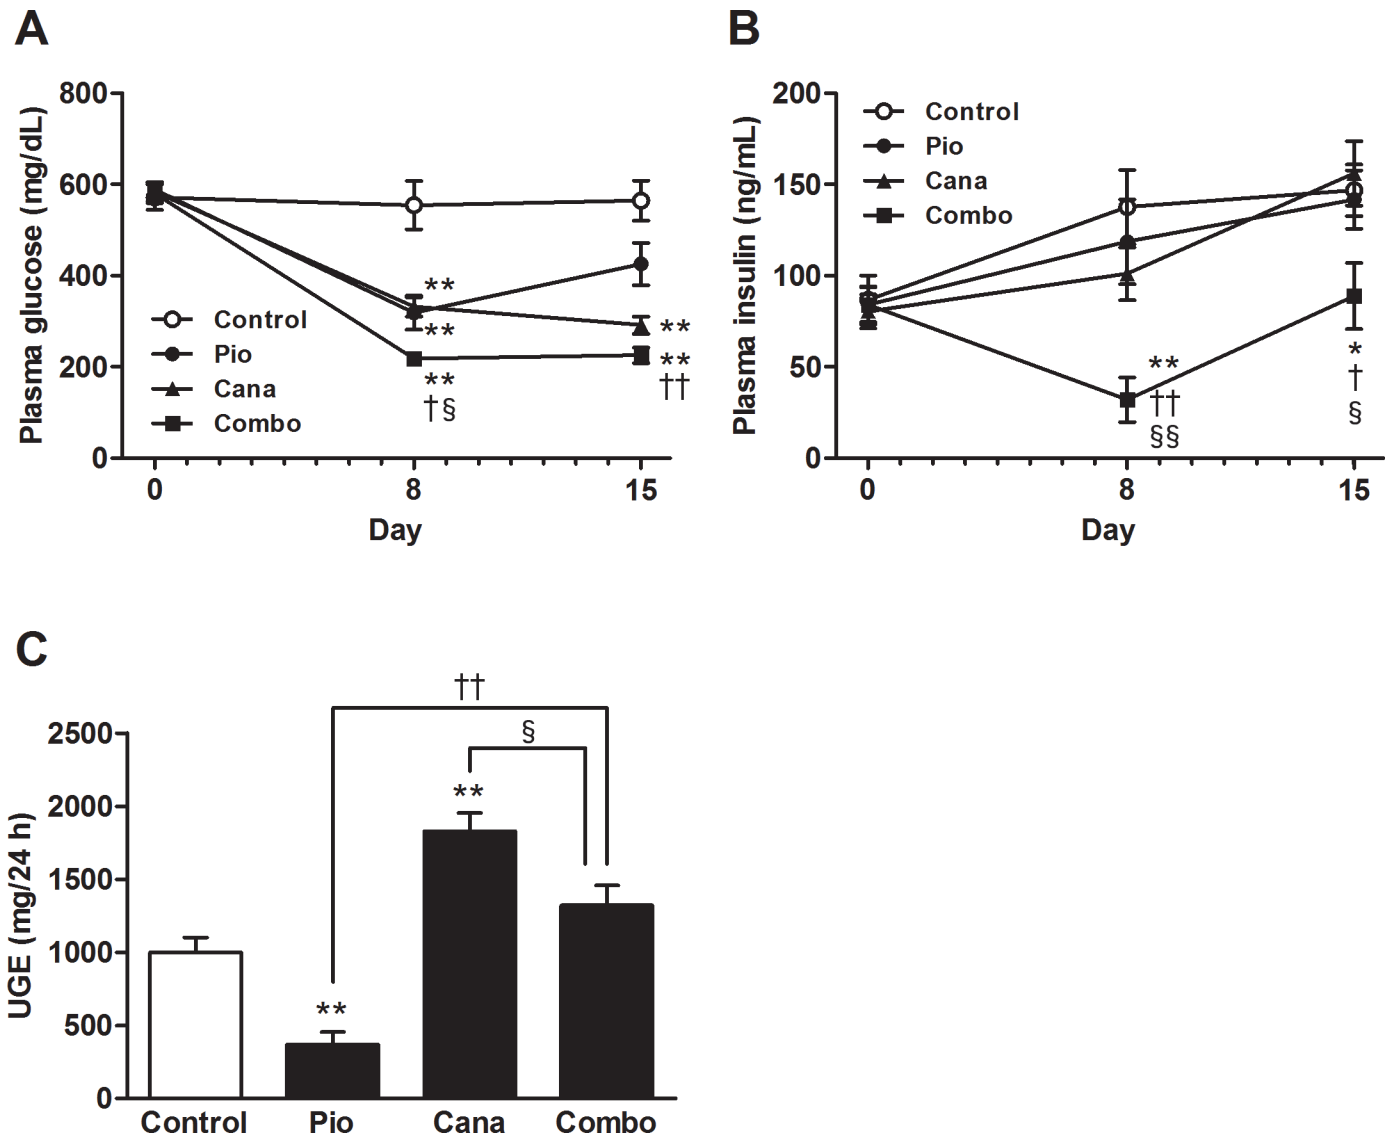 A
Plasma glucose (mg/dL)
800
600
400
200
0
Control
Pio
Cana
Combo
**
**
**
†§
**
**
††
0 8 15
Day
B
Plasma insulin (ng/mL)
200
150
100
50
0
Control
Pio
Cana
Combo
**
††
§§
*
†
§
0 8 15
Day
C
UGE (mg/24 h)
2500
2000
1500
1000
500
0
††
§
**
**
Control Pio Cana Combo